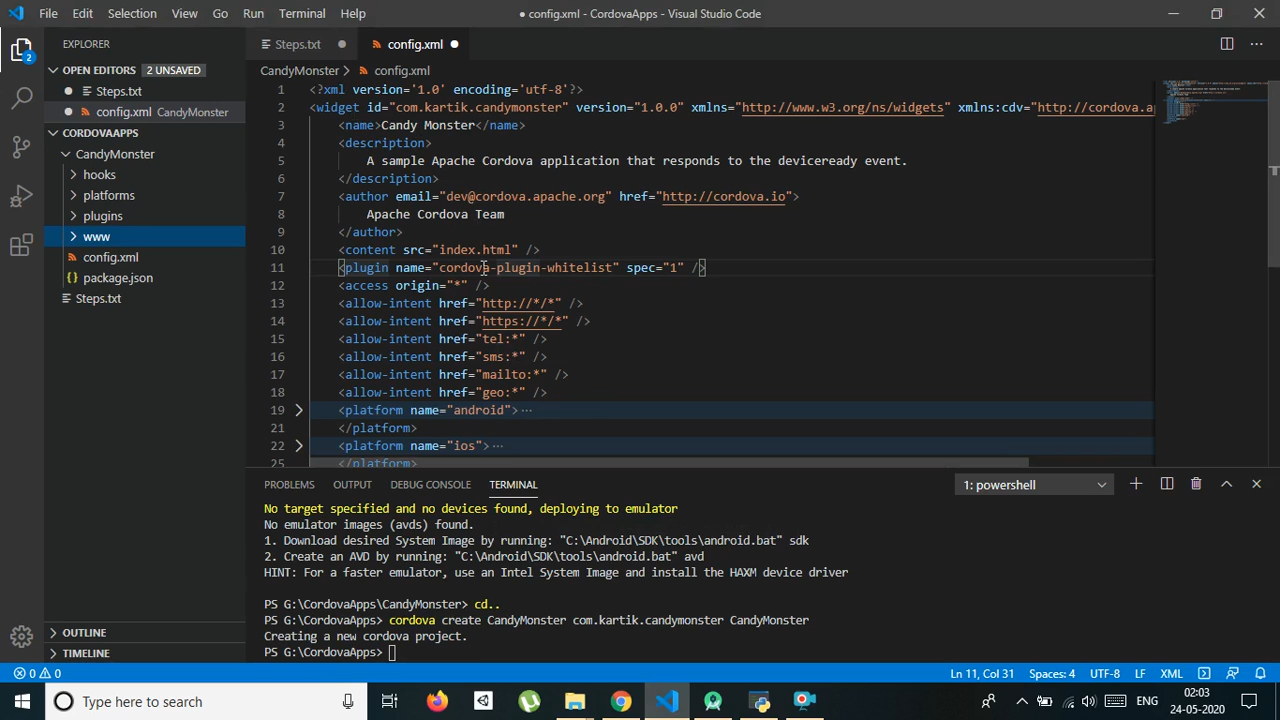 File Edit Selection View Go Run Terminal Help
● config.xml - CordovaApps - Visual Studio Code
EXPLORER
OPEN EDITORS 2 UNSAVED
Steps.txt
config.xml CandyMonster
CORDOVAAPPS
CandyMonster
hooks
platforms
plugins
www
config.xml
package.json
Steps.txt
OUTLINE
TIMELINE
2
Steps.txt
config.xml
CandyMonster > config.xml
1 <?xml version='1.0' encoding='utf-8'?>
2 <widget id="com.kartik.candymonster" version="1.0.0" xmlns="http://www.w3.org/ns/widgets" xmlns:cdv="http://cordova.ap
3 <name>Candy Monster</name>
4 <description>
5 A sample Apache Cordova application that responds to the deviceready event.
6 </description>
7 <author email="dev@cordova.apache.org" href="http://cordova.io">
8 Apache Cordova Team
9 </author>
10 <content src="index.html" />
11 <plugin name="cordova-plugin-whitelist" spec="1" />
12 <access origin="*" />
13 <allow-intent href="http://*/*" />
14 <allow-intent href="https://*/*" />
15 <allow-intent href="tel:*" />
16 <allow-intent href="sms:*" />
17 <allow-intent href="mailto:*" />
18 <allow-intent href="geo:*" />
19 <platform name="android">···
21 </platform>
22 <platform name="ios">···
25 </platform>
PROBLEMS OUTPUT DEBUG CONSOLE TERMINAL 1: powershell
No target specified and no devices found, deploying to emulator
No emulator images (avds) found.
1. Download desired System Image by running: "C:\Android\SDK\tools\android.bat" sdk
2. Create an AVD by running: "C:\Android\SDK\tools\android.bat" avd
HINT: For a faster emulator, use an Intel System Image and install the HAXM device driver
PS G:\CordovaApps\CandyMonster> cd..
PS G:\CordovaApps> cordova create CandyMonster com.kartik.candymonster CandyMonster
Creating a new cordova project.
PS G:\CordovaApps>
0 0 Ln 11, Col 31 Spaces: 4 UTF-8 LF XML
Type here to search
ENG
02:03
24-05-2020